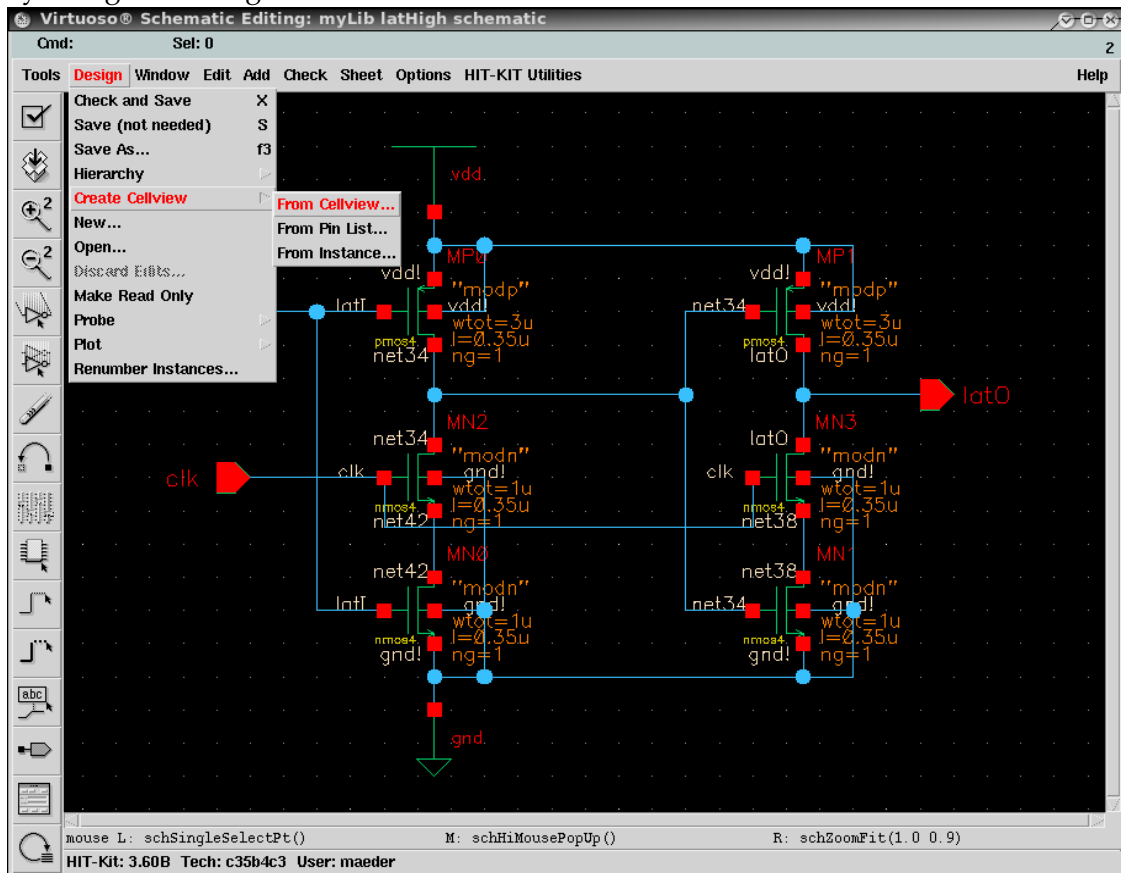 Virtuoso® Schematic Editing: myLib latHigh schematic
Cmd: Sel: 0 2
Tools Design Window Edit Add Check Sheet Options HIT-KIT Utilities Help
Check and Save X
Save (not needed) S
Save As... f3
Hierarchy
Create Cellview
New...
Open...
Discard Edits...
Make Read Only
Probe
Plot
Renumber Instances...
From Cellview...
From Pin List...
From Instance...
2
2
abc
vdd
MP0
vdd!
"modp"
latI
vdd!
wtot=3u
pmos4
l=0.35u
net34
ng=1
MP1
vdd!
"modp"
net34
vdd!
wtot=3u
pmos4
l=0.35u
latO
ng=1
latO
MN2
net34
"modn"
clk
clk
gnd!
wtot=1u
nmos4
l=0.35u
net42
ng=1
MN3
latO
"modn"
clk
gnd!
wtot=1u
nmos4
l=0.35u
net38
ng=1
MN0
net42
"modn"
latI
gnd!
wtot=1u
nmos4
l=0.35u
gnd!
ng=1
MN1
net38
"modn"
net34
gnd!
wtot=1u
nmos4
l=0.35u
gnd!
ng=1
gnd
mouse L: schSingleSelectPt() M: schHiMousePopUp() R: schZoomFit(1.0 0.9)
HIT-Kit: 3.60B Tech: c35b4c3 User: maeder